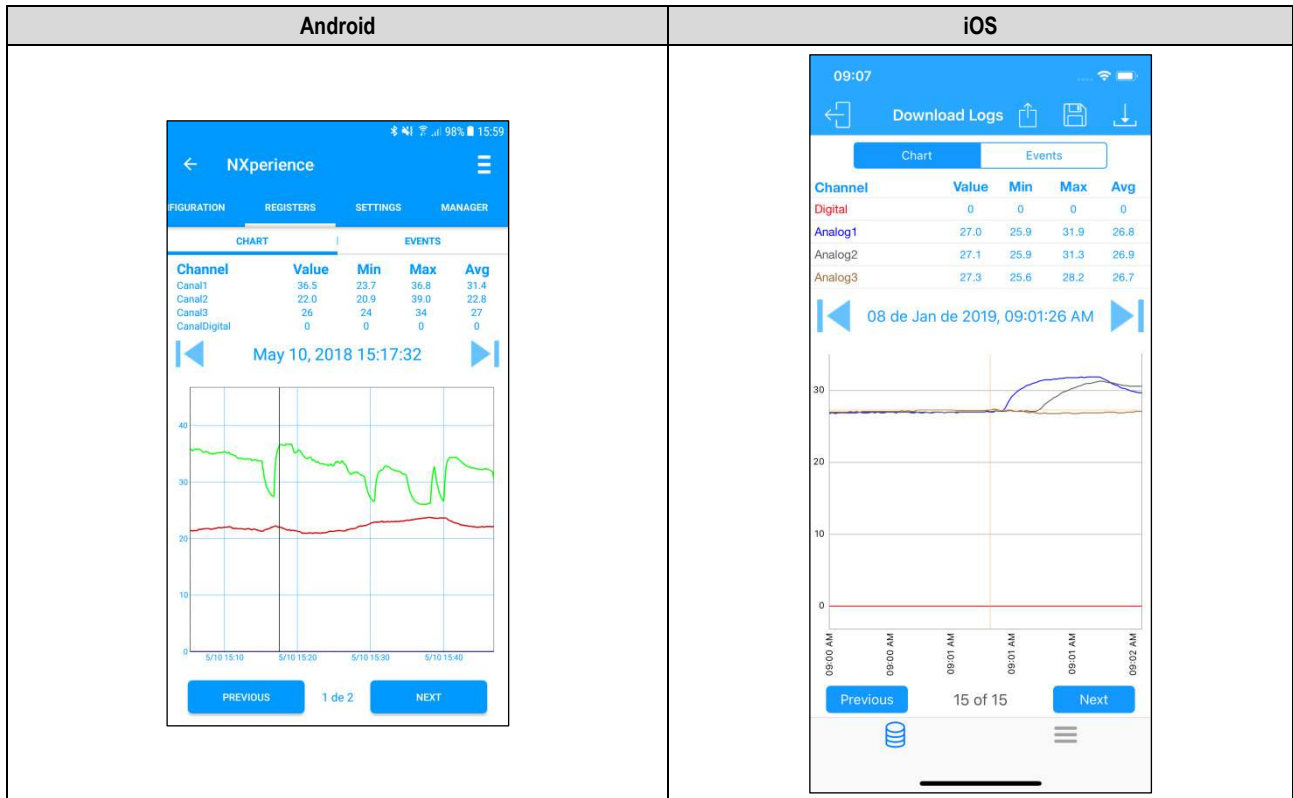 Android
iOS
98% 15:59
NXperience
FIGURATION REGISTERS SETTINGS MANAGER
CHART EVENTS
Channel Value Min Max Avg
Canal1 36.5 23.7 36.8 31.4
Canal2 22.0 20.9 39.0 22.8
Canal3 26 24 34 27
CanalDigital 0 0 0 0
May 10, 2018 15:17:32
40
30
20
10
0
5/10 15:10 5/10 15:20 5/10 15:30 5/10 15:40
PREVIOUS 1 de 2 NEXT
09:07
Download Logs
Chart Events
Channel Value Min Max Avg
Digital 0 0 0 0
Analog1 27.0 25.9 31.9 26.8
Analog2 27.1 25.9 31.3 26.9
Analog3 27.3 25.6 28.2 26.7
08 de Jan de 2019, 09:01:26 AM
30
20
10
0
09:00 AM 09:00 AM 09:01 AM 09:01 AM 09:01 AM 09:02 AM
Previous 15 of 15 Next